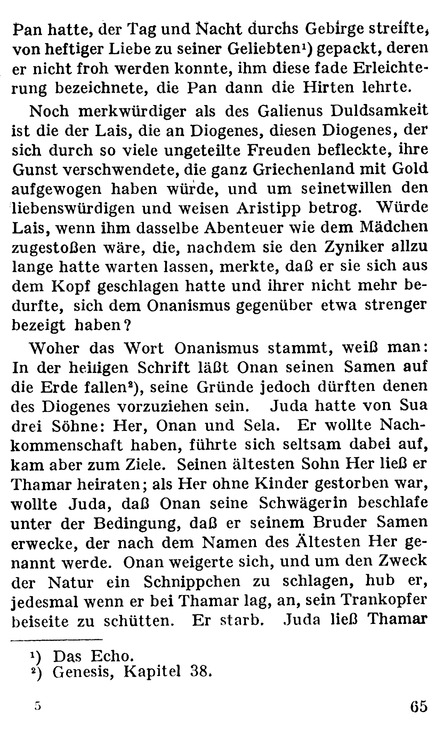 Pan hatte, der Tag und Nacht durchs Gebirge streifte,
von heftiger Liebe zu seiner Geliebten¹) gepackt, deren
er nicht froh werden konnte, ihm diese fade Erleichte-
rung bezeichnete, die Pan dann die Hirten lehrte.
Noch merkwürdiger als des Galienus Duldsamkeit
ist die der Lais, die an Diogenes, diesen Diogenes, der
sich durch so viele ungeteilte Freuden befleckte, ihre
Gunst verschwendete, die ganz Griechenland mit Gold
aufgewogen haben würde, und um seinetwillen den
liebenswürdigen und weisen Aristipp betrog. Würde
Lais, wenn ihm dasselbe Abenteuer wie dem Mädchen
zugestoßen wäre, die, nachdem sie den Zyniker allzu
lange hatte warten lassen, merkte, daß er sie sich aus
dem Kopf geschlagen hatte und ihrer nicht mehr be-
durfte, sich dem Onanismus gegenüber etwa strenger
bezeigt haben?
Woher das Wort Onanismus stammt, weiß man:
In der heiligen Schrift läßt Onan seinen Samen auf
die Erde fallen²), seine Gründe jedoch dürften denen
des Diogenes vorzuziehen sein. Juda hatte von Sua
drei Söhne: Her, Onan und Sela. Er wollte Nach-
kommenschaft haben, führte sich seltsam dabei auf,
kam aber zum Ziele. Seinen ältesten Sohn Her ließ er
Thamar heiraten; als Her ohne Kinder gestorben war,
wollte Juda, daß Onan seine Schwägerin beschlafe
unter der Bedingung, daß er seinem Bruder Samen
erwecke, der nach dem Namen des Ältesten Her ge-
nannt werde. Onan weigerte sich, und um den Zweck
der Natur ein Schnippchen zu schlagen, hub er,
jedesmal wenn er bei Thamar lag, an, sein Trankopfer
beiseite zu schütten. Er starb. Juda ließ Thamar
¹) Das Echo.
²) Genesis, Kapitel 38.
5 65